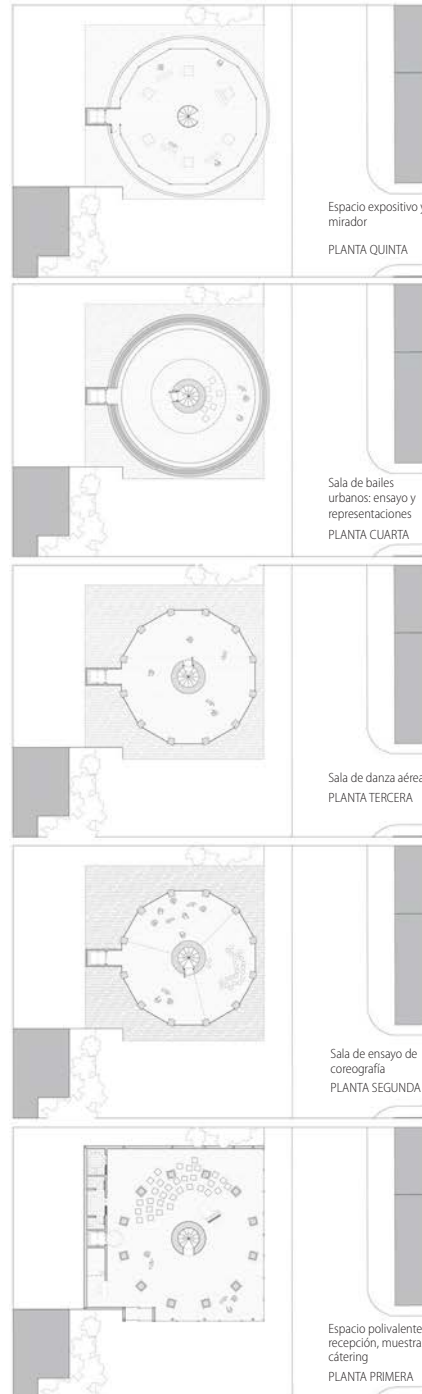 Espacio expositivo y
mirador
PLANTA QUINTA
Sala de bailes
urbanos: ensayo y
representaciones
PLANTA CUARTA
Sala de danza aérea
PLANTA TERCERA
Sala de ensayo de
coreografía
PLANTA SEGUNDA
Espacio polivalente
recepción, muestra
cátering
PLANTA PRIMERA